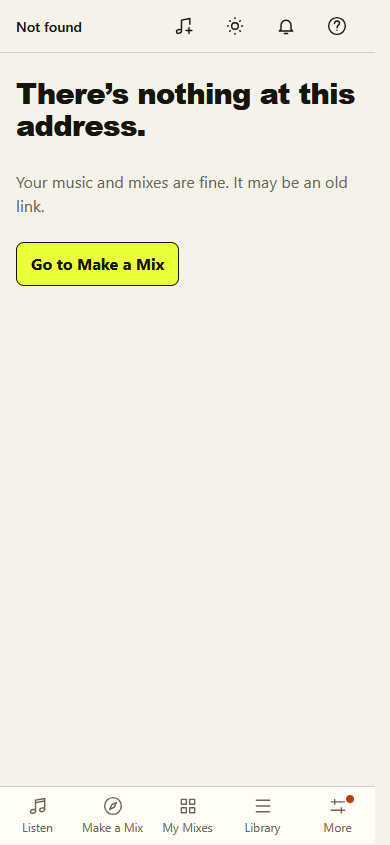 Not found
There’s nothing at this
address.
Your music and mixes are fine. It may be an old
link.
Go to Make a Mix
Listen
Make a Mix
My Mixes
Library
More